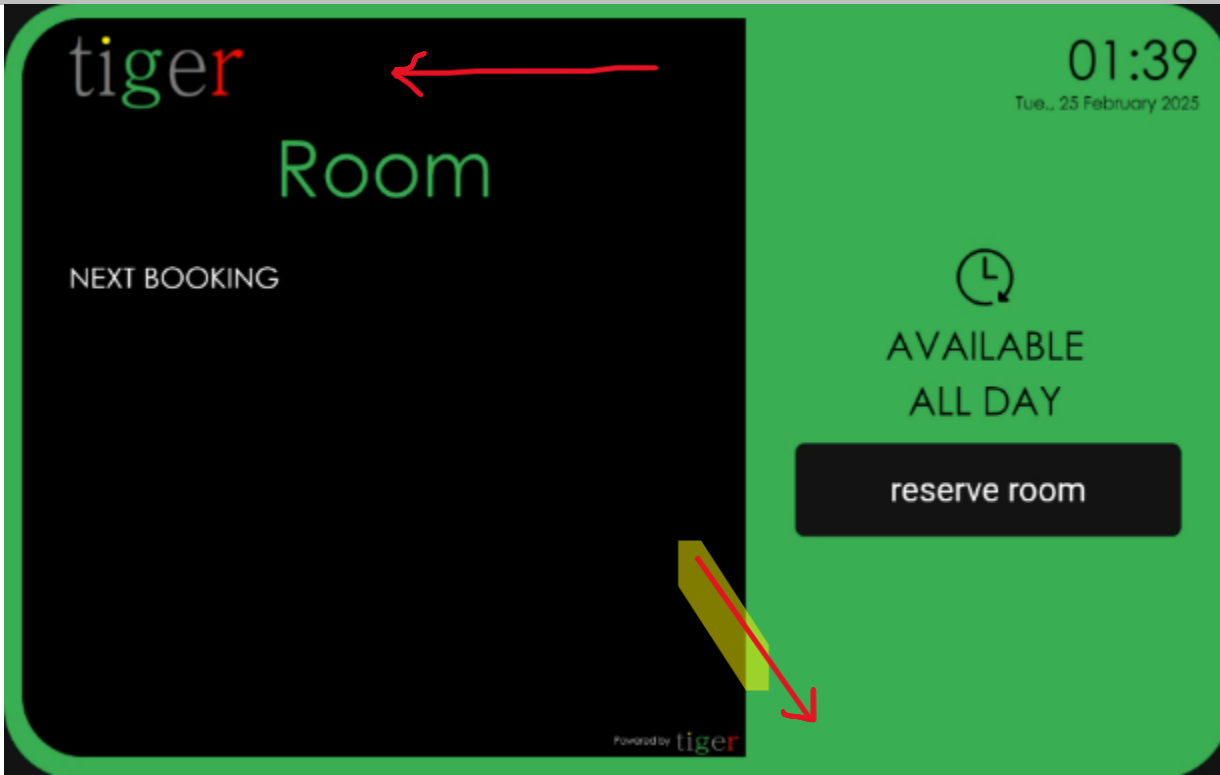 tiger
01:39
Tue., 25 February 2025
Room
NEXT BOOKING
AVAILABLE
ALL DAY
reserve room
Powered by tiger